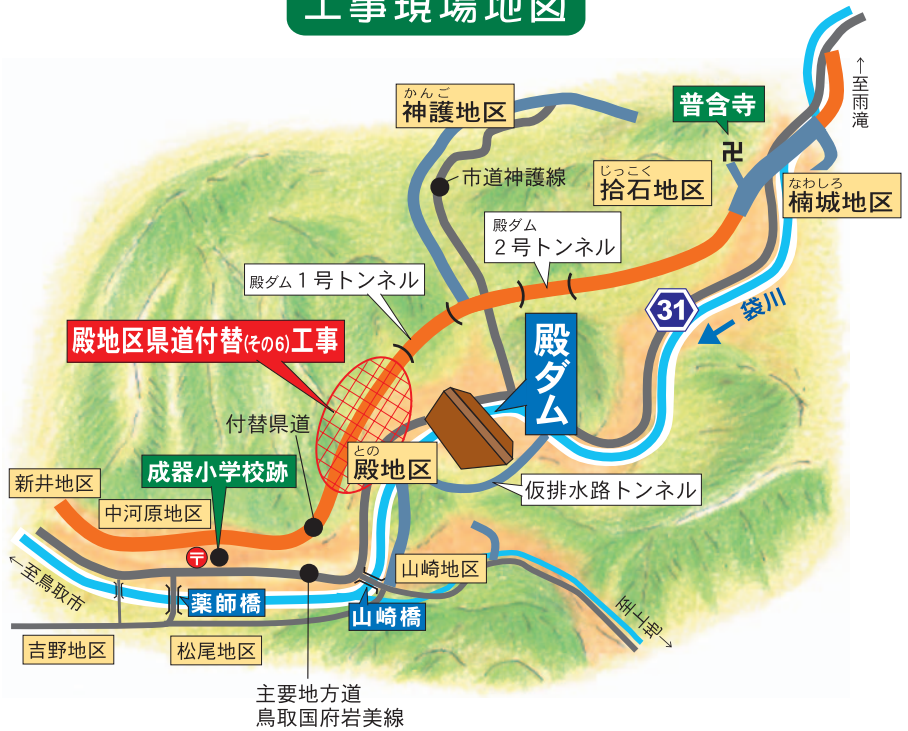 工事現場地図
かんご
神護地区
普含寺
卍
←至雨滝
市道神護線
じっこく
拾石地区
なわしろ
楠城地区
殿ダム
2号トンネル
殿ダム1号トンネル
31
袋川
殿地区県道付替(その6)工事
殿ダム
付替県道
との
殿地区
成器小学校跡
新井地区
中河原地区
仮排水路トンネル
〒
←至鳥取市
山崎地区
薬師橋
山崎橋
至上地→
吉野地区
松尾地区
主要地方道
鳥取国府岩美線